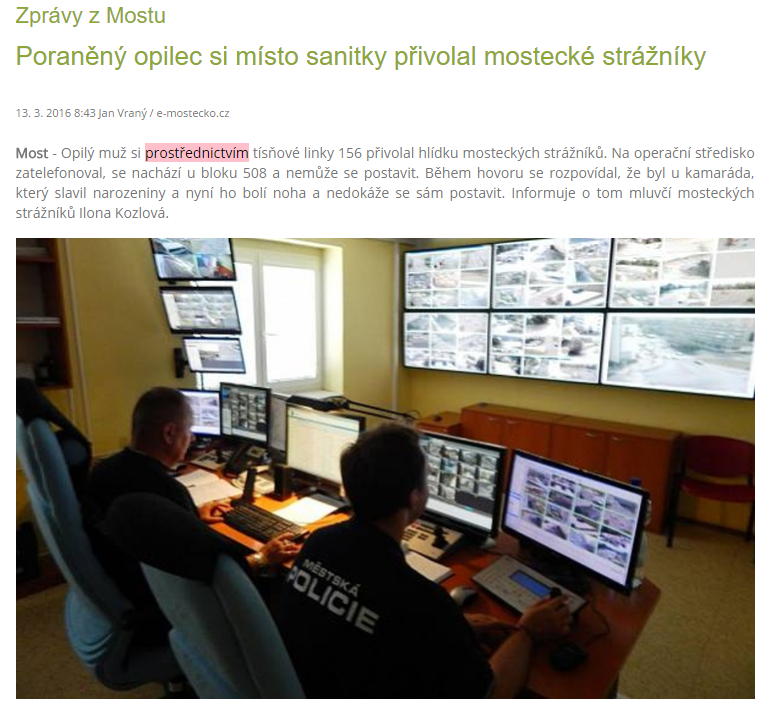 Zprávy z Mostu
Poraněný opilec si místo sanitky přivolal mostecké strážníky
13. 3. 2016 8:43 Jan Vraný / e-mostecko.cz
Most - Opilý muž si prostřednictvím tísňové linky 156 přivolal hlídku mosteckých strážníků. Na operační středisko
zatelefonoval, se nachází u bloku 508 a nemůže se postavit. Během hovoru se rozpovídal, že byl u kamaráda,
který slavil narozeniny a nyní ho bolí noha a nedokáže se sám postavit. Informuje o tom mluvčí mosteckých
strážníků Ilona Kozlová.
MĚSTSKÁ
POLICIE